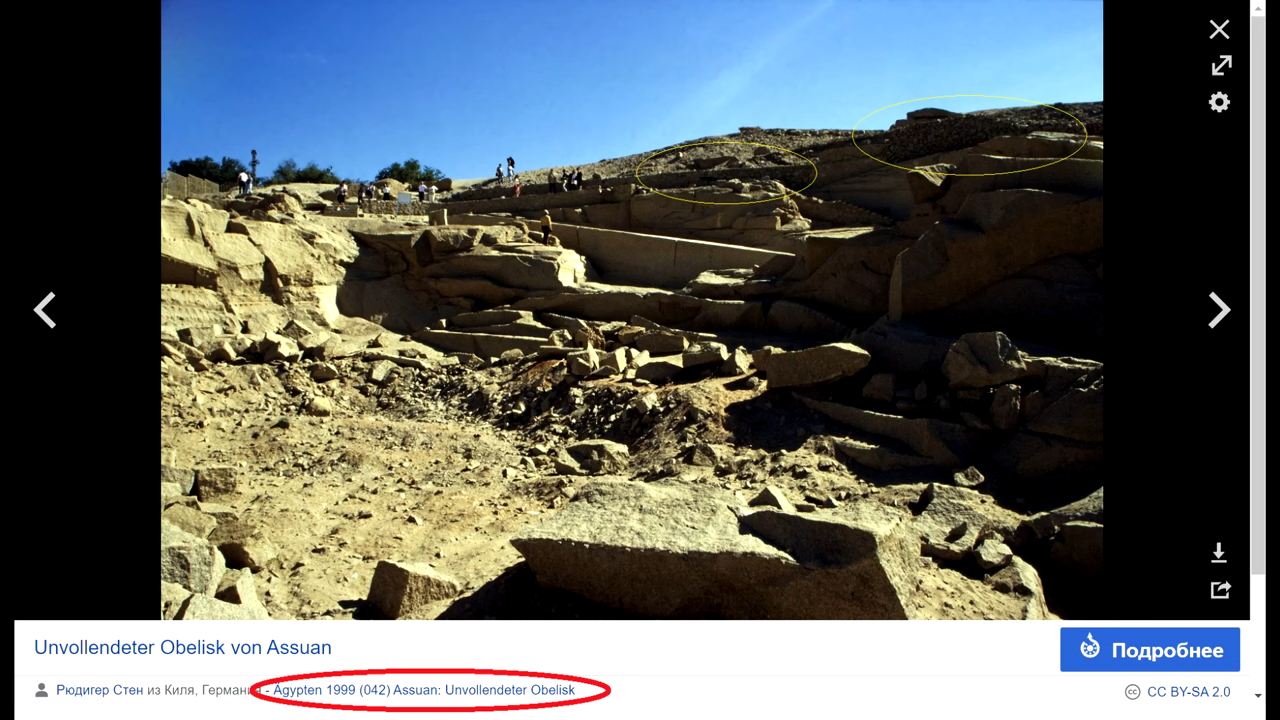 Unvollendeter Obelisk von Assuan
Подробнее
Рюдигер Стен из Киля, Германия - Ägypten 1999 (042) Assuan: Unvollendeter Obelisk
CC BY-SA 2.0